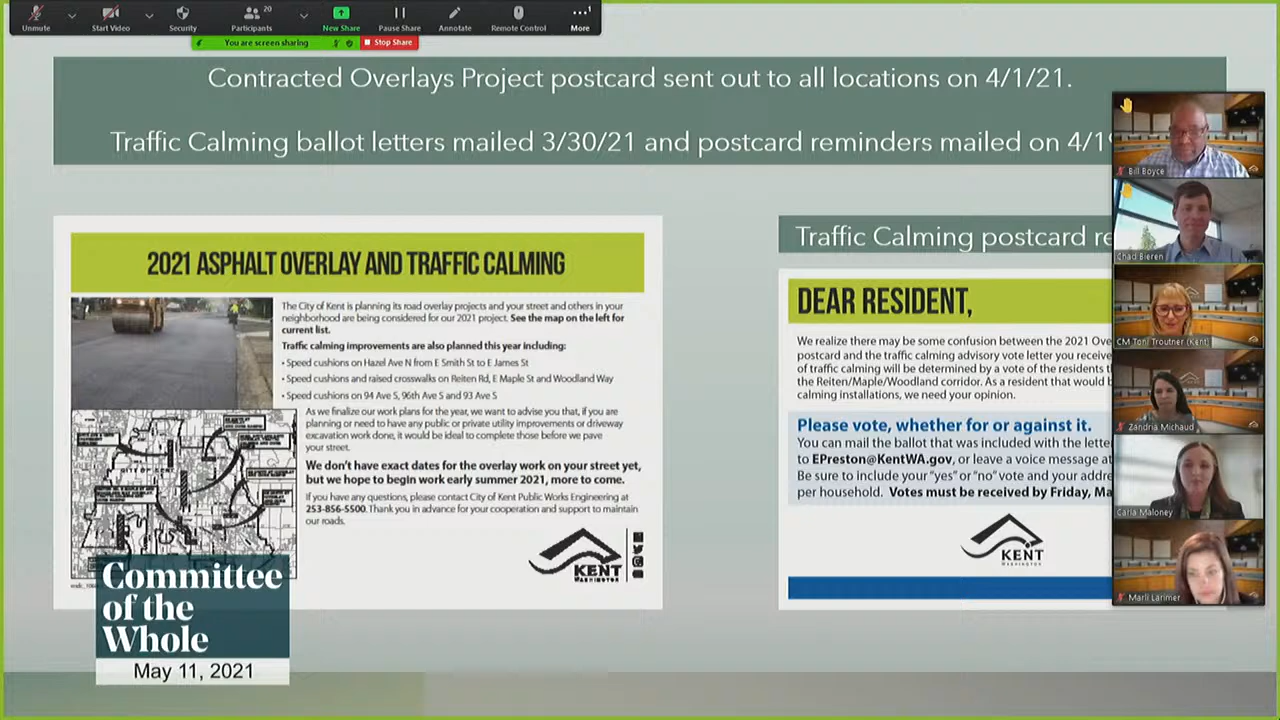 Unmute
Start Video
Security
Participants
20
New Share
Pause Share
Annotate
Remote Control
1
More
You are screen sharing
Stop Share
Contracted Overlays Project postcard sent out to all locations on 4/1/21.
Traffic Calming ballot letters mailed 3/30/21 and postcard reminders mailed on 4/1
2021 ASPHALT OVERLAY AND TRAFFIC CALMING
The City of Kent is planning its road overlay projects and your street and others in your
neighborhood are being considered for our 2021 project. See the map on the left for
current list.
Traffic calming improvements are also planned this year including:
• Speed cushions on Hazel Ave N from E Smith St to E James St
• Speed cushions and raised crosswalks on Reiten Rd, E Maple St and Woodland Way
• Speed cushions on 94 Ave S, 96th Ave S and 93 Ave S
As we finalize our work plans for the year, we want to advise you that, if you are
planning or need to have any public or private utility improvements or driveway
excavation work done, it would be ideal to complete those before we pave
your street.
We don't have exact dates for the overlay work on your street yet,
but we hope to begin work early summer 2021, more to come.
If you have any questions, please contact City of Kent Public Works Engineering at
253-856-5500. Thank you in advance for your cooperation and support to maintain
our roads.
KENT
WASHINGTON
Committee
of the
Whole
May 11, 2021
Traffic Calming postcard re
DEAR RESIDENT,
We realize there may be some confusion between the 2021 Ove
postcard and the traffic calming advisory vote letter you receive
of traffic calming will be determined by a vote of the residents t
the Reiten/Maple/Woodland corridor. As a resident that would b
calming installations, we need your opinion.
Please vote, whether for or against it.
You can mail the ballot that was included with the lette
to EPreston@KentWA.gov, or leave a voice message at
Be sure to include your "yes" or "no" vote and your addre
per household. Votes must be received by Friday, Ma
KENT
WASHINGTON
Bill Boyce
Chad Bieren
CM Toni Troutner (Kent)
Zandria Michaud
Carla Maloney
Marli Larimer